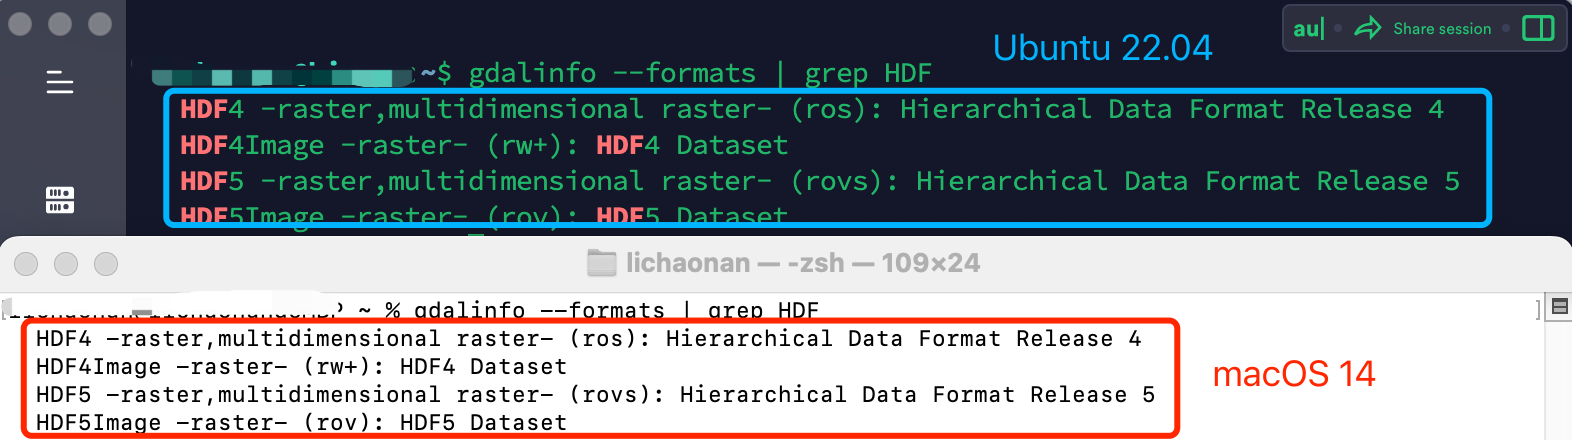 au|
Share session
Ubuntu 22.04
~$ gdalinfo --formats | grep HDF
HDF4 -raster,multidimensional raster- (ros): Hierarchical Data Format Release 4
HDF4Image -raster- (rw+): HDF4 Dataset
HDF5 -raster,multidimensional raster- (rovs): Hierarchical Data Format Release 5
HDF5Image -raster- (rov): HDF5 Dataset
lichaonan — -zsh — 109×24
~ % gdalinfo --formats | grep HDF
HDF4 -raster,multidimensional raster- (ros): Hierarchical Data Format Release 4
HDF4Image -raster- (rw+): HDF4 Dataset
HDF5 -raster,multidimensional raster- (rovs): Hierarchical Data Format Release 5
HDF5Image -raster- (rov): HDF5 Dataset
macOS 14